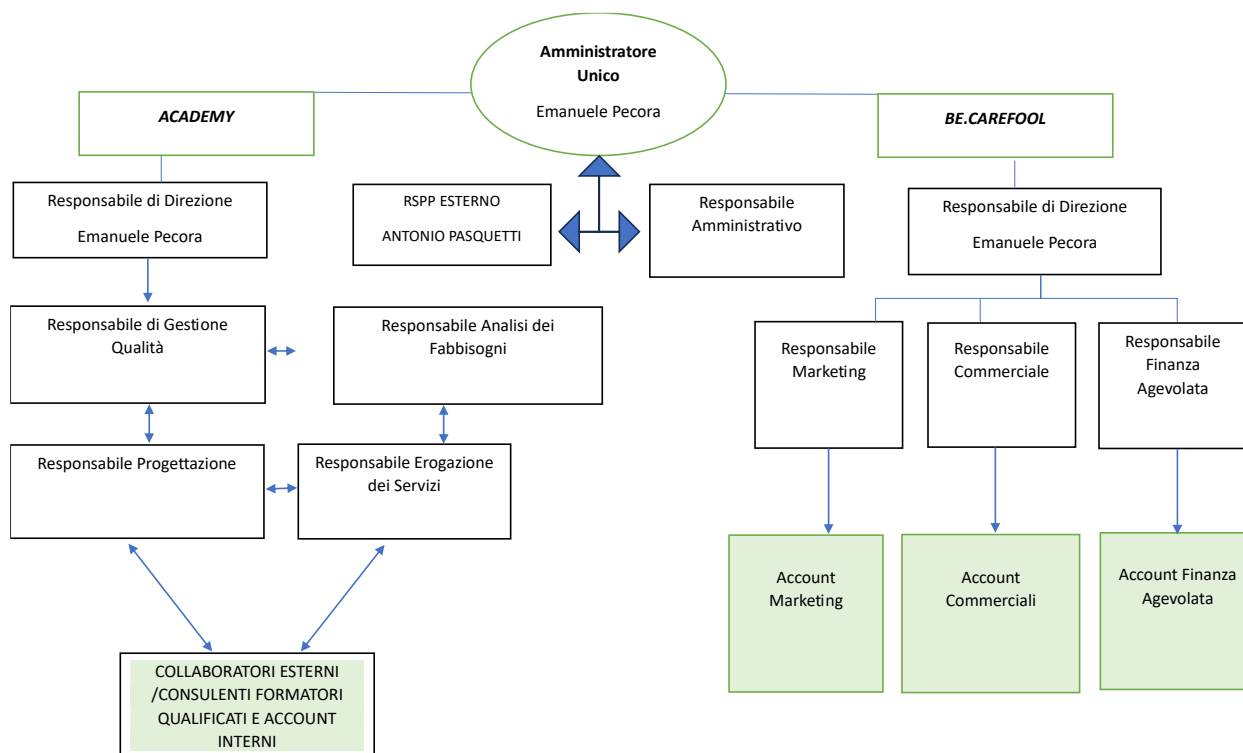 Amministratore
Unico
Emanuele Pecora
ACADEMY
BE.CAREFOOL
Responsabile di Direzione
Emanuele Pecora
RSPP ESTERNO
ANTONIO PASQUETTI
Responsabile
Amministrativo
Responsabile di Direzione
Emanuele Pecora
Responsabile di Gestione
Qualità
Responsabile Analisi dei
Fabbisogni
Responsabile
Marketing
Responsabile
Commerciale
Responsabile
Finanza
Agevolata
Responsabile Progettazione
Responsabile Erogazione
dei Servizi
Account
Marketing
Account
Commerciali
Account Finanza
Agevolata
COLLABORATORI ESTERNI
/CONSULENTI FORMATORI
QUALIFICATI E ACCOUNT
INTERNI